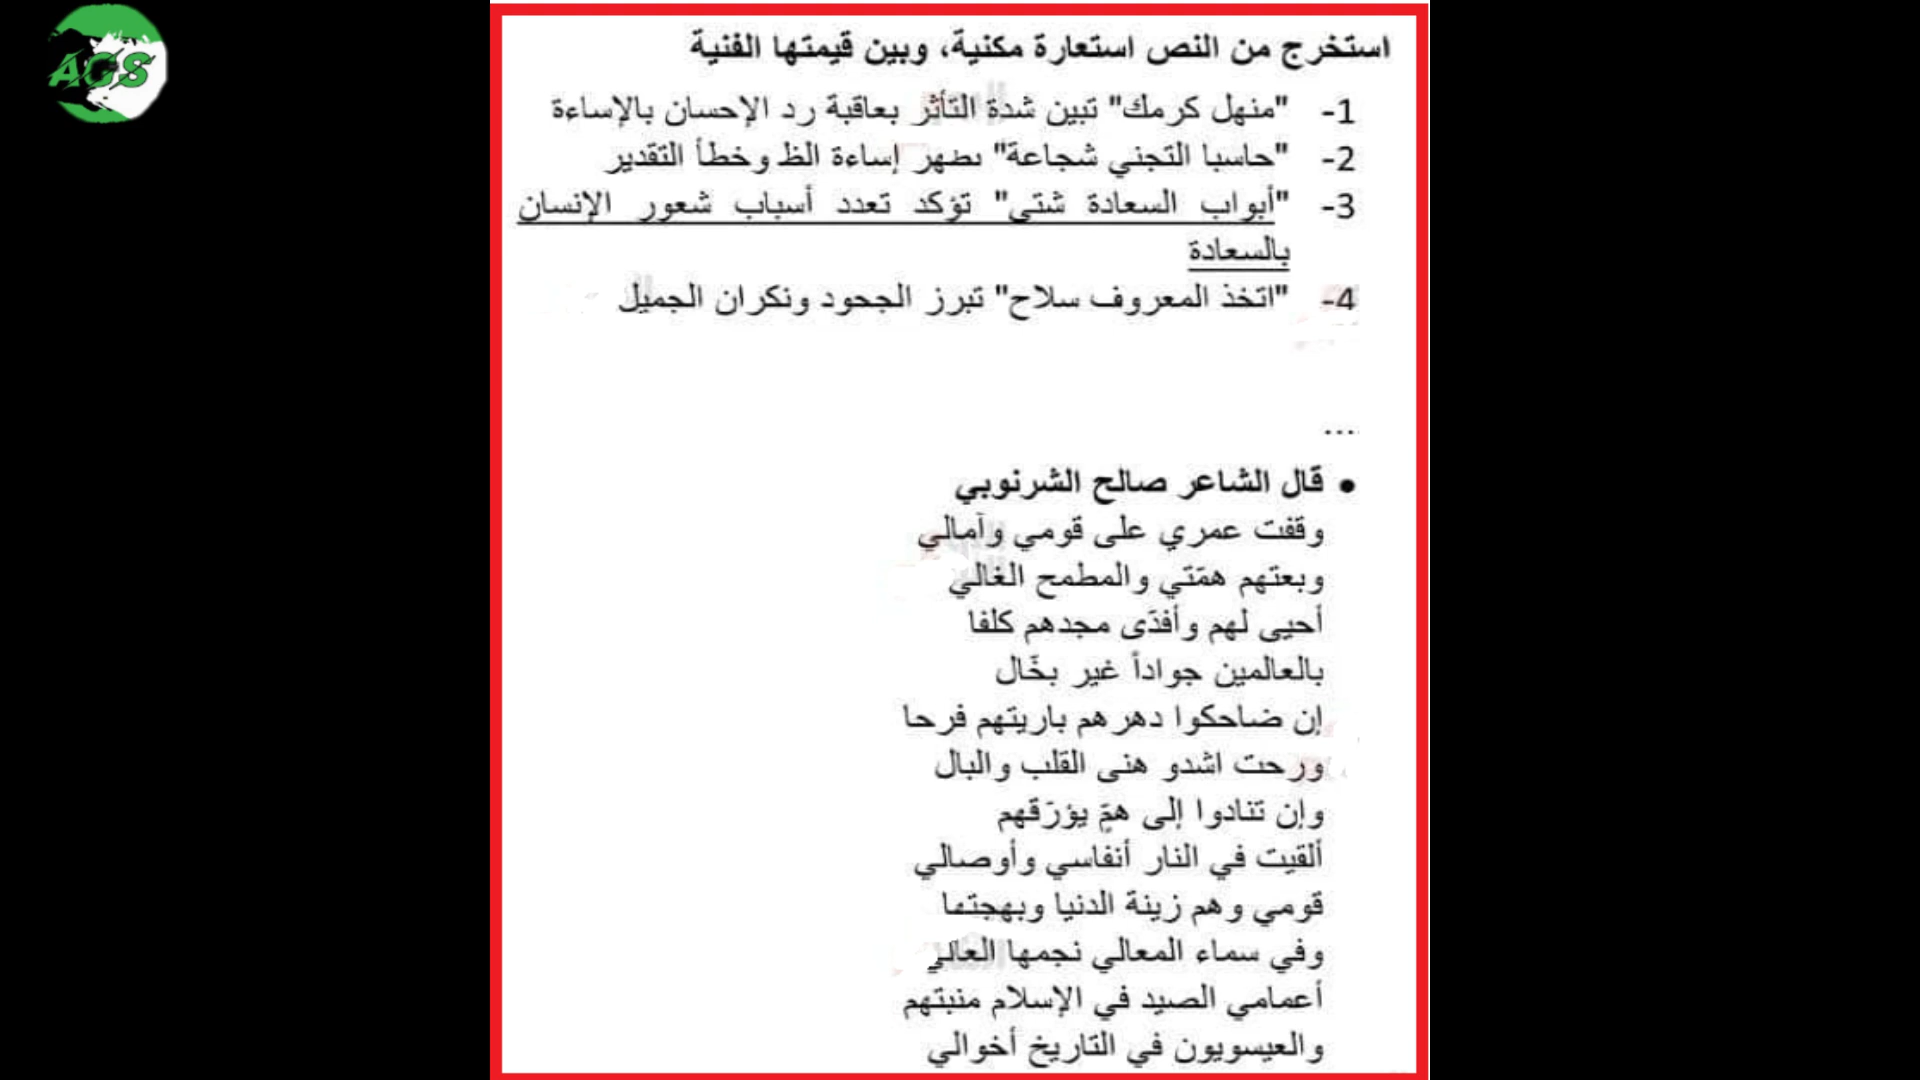 AGS
استخرج من النص استعارة مكنية، وبين قيمتها الفنية
1- "منهل كرمك" تبين شدة التأثر بعاقبة رد الإحسان بالإساءة
2- "حاسبا التجني شجاعة" إساءة وخطأ التقدير
3- "أبواب السعادة شتى" تؤكد تعدد أسباب شعور الإنسان
بالسعادة
4- "اتخذ المعروف سلاح" تبرز الجحود ونكران الجميل
...
• قال الشاعر صالح الشرنوبي
وقفت عمري على قومي وآمالي
وبعتهم همّتي والمطمح الغالي
أحيى لهم وأفدّى مجدهم كلفا
بالعالمين جواداً غير بخّال
إن ضاحكوا دهرهم باريتهم فرحا
ورحت اشدو هنى القلب والبال
وإن تنادوا إلى همّ يؤرّقهم
ألقيت في النار أنفاسي وأوصالي
قومي وهم زينة الدنيا وبهجتها
وفي سماء المعالي نجمها العالي
أعمامي الصيد في الإسلام منبتهم
والعيسويون في التاريخ أخوالي